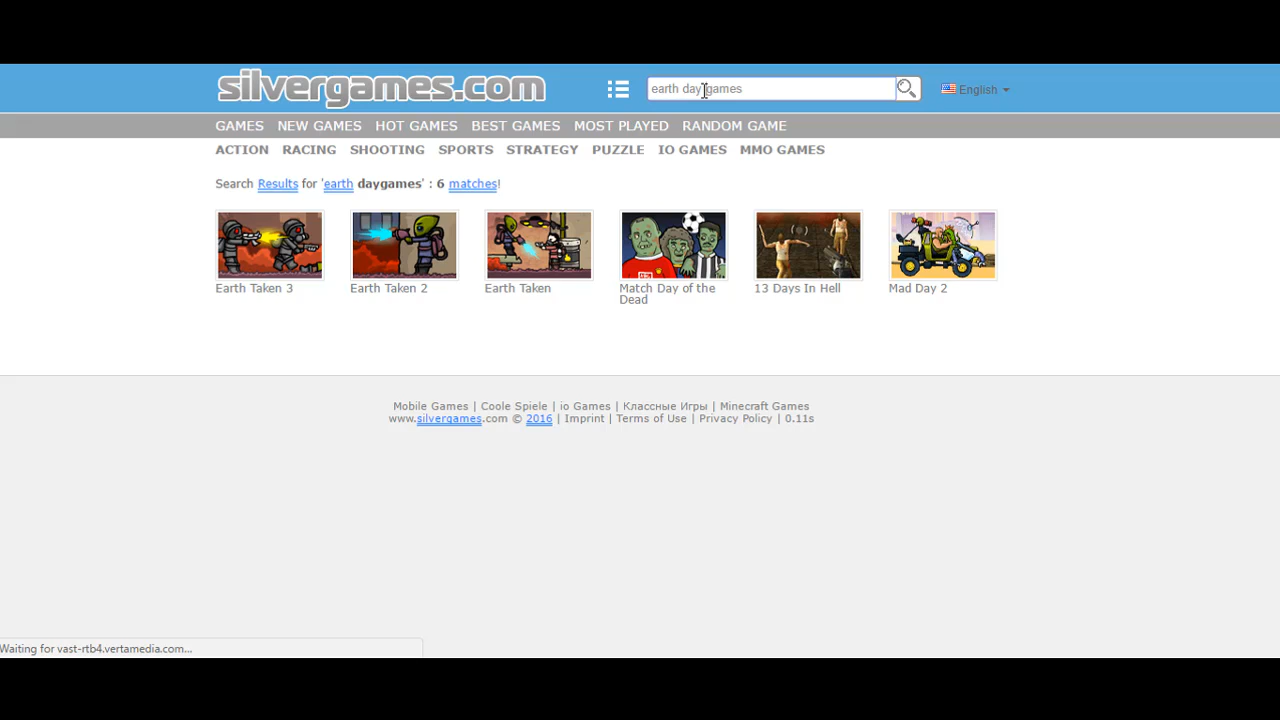 silvergames.com
earth day games
English
GAMES NEW GAMES HOT GAMES BEST GAMES MOST PLAYED RANDOM GAME
ACTION RACING SHOOTING SPORTS STRATEGY PUZZLE IO GAMES MMO GAMES
Search Results for 'earth daygames' : 6 matches!
Earth Taken 3
Earth Taken 2
Earth Taken
Match Day of the
Dead
13 Days In Hell
Mad Day 2
Mobile Games | Coole Spiele | io Games | Классные Игры | Minecraft Games
www.silvergames.com © 2016 | Imprint | Terms of Use | Privacy Policy | 0.11s
Waiting for vast-rtb4.vertamedia.com...